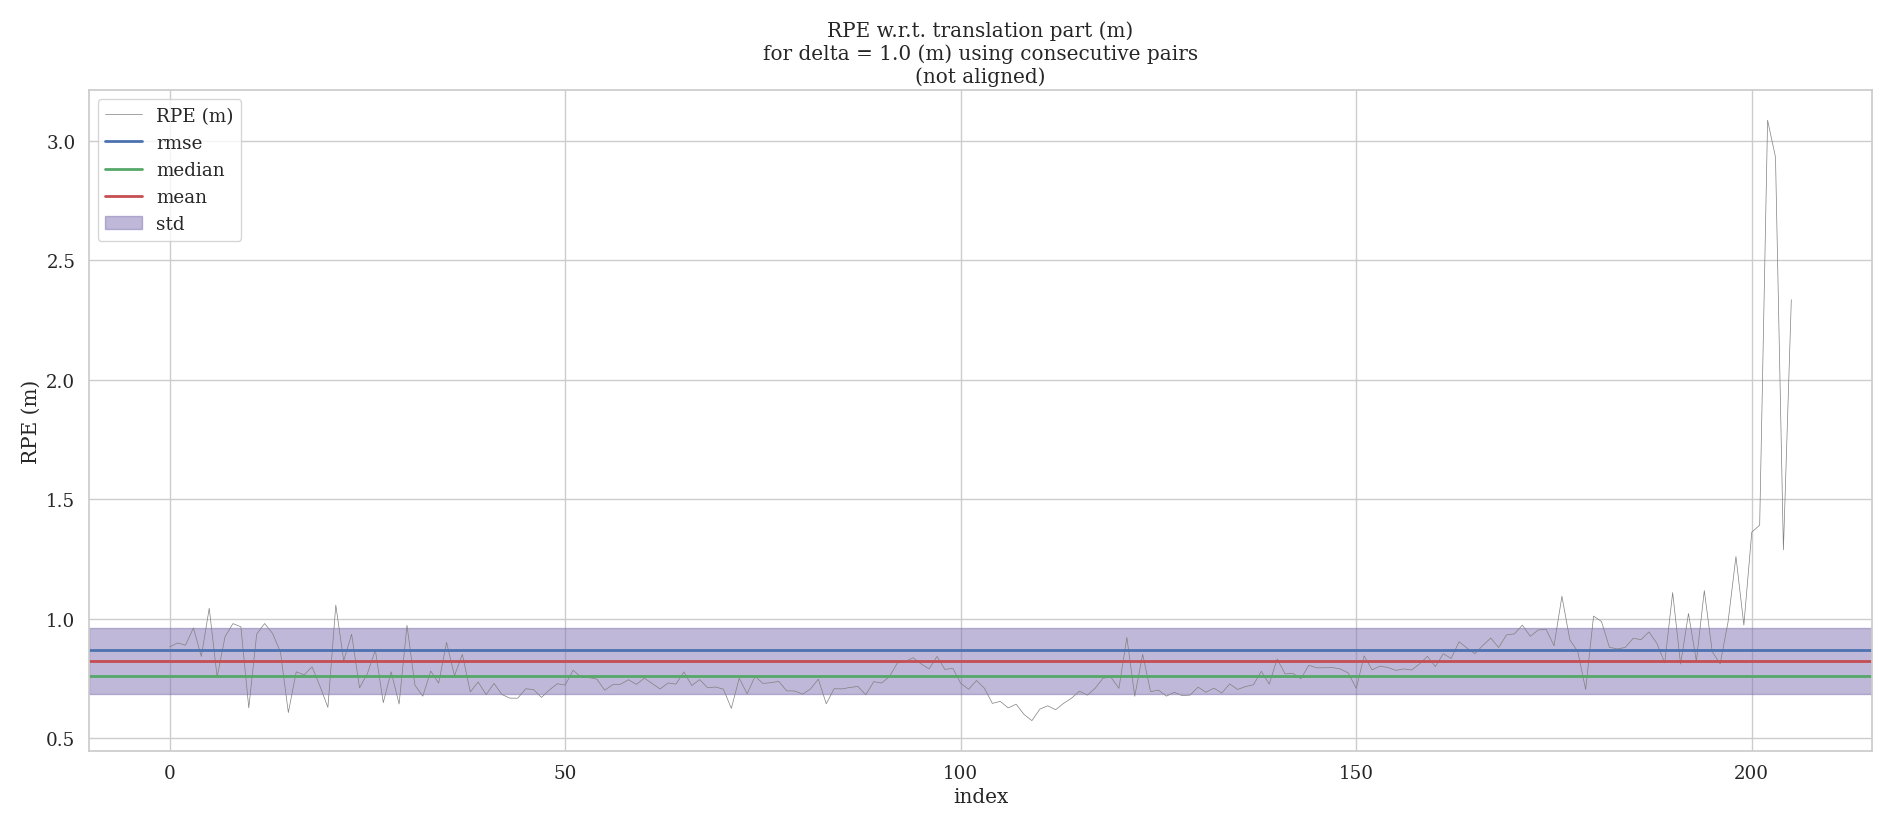 RPE w.r.t. translation part (m)
for delta = 1.0 (m) using consecutive pairs
(not aligned)
RPE (m)
rmse
median
mean
std
3.0
2.5
2.0
1.5
1.0
0.5
RPE (m)
0 50 100 150 200
index